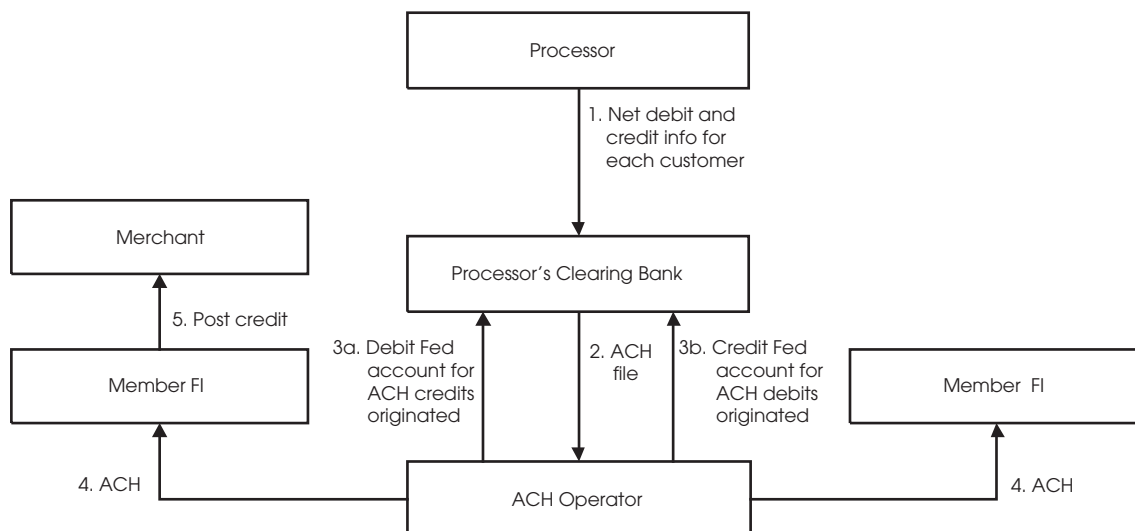 Processor
1. Net debit and
credit info for
each customer
Merchant
Processor’s Clearing Bank
5. Post credit
3a. Debit Fed
account for
ACH credits
originated
2. ACH
file
3b. Credit Fed
account for
ACH debits
originated
Member FI
Member FI
4. ACH
ACH Operator
4. ACH